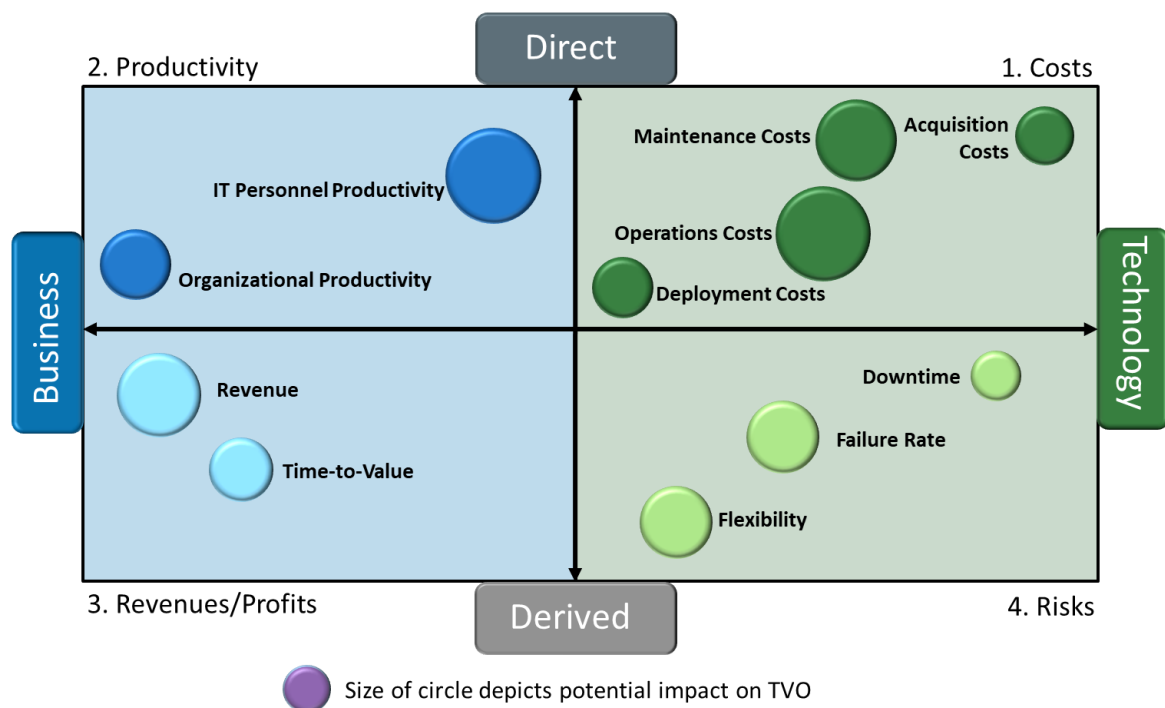 Direct
2. Productivity
1. Costs
Maintenance Costs
Acquisition
Costs
IT Personnel Productivity
Operations Costs
Organizational Productivity
Deployment Costs
Business
Technology
Revenue
Downtime
Failure Rate
Time-to-Value
Flexibility
3. Revenues/Profits
4. Risks
Derived
Size of circle depicts potential impact on TVO